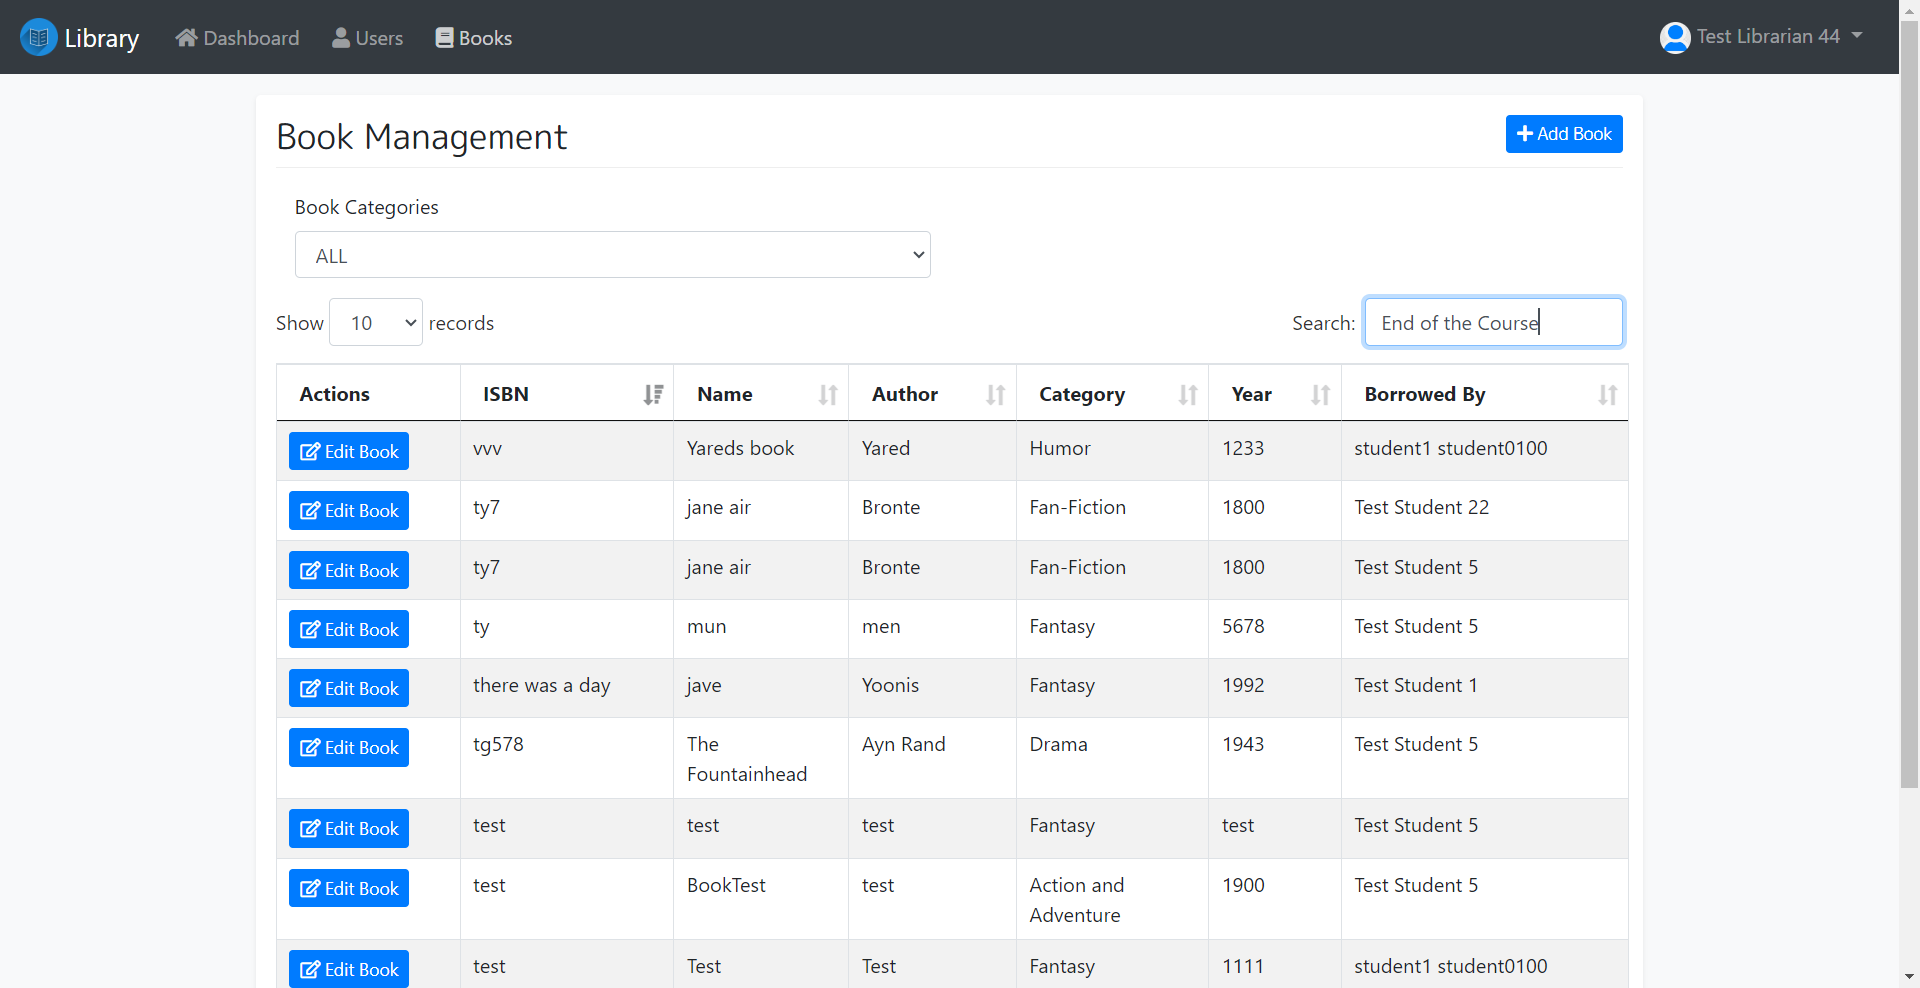 Library Dashboard Users Books Test Librarian 44
Book Management Add Book
Book Categories
ALL
Show 10 records Search: End of the Course
Actions ISBN Name Author Category Year Borrowed By
Edit Book vvv Yareds book Yared Humor 1233 student1 student0100
Edit Book ty7 jane air Bronte Fan-Fiction 1800 Test Student 22
Edit Book ty7 jane air Bronte Fan-Fiction 1800 Test Student 5
Edit Book ty mun men Fantasy 5678 Test Student 5
Edit Book there was a day jave Yoonis Fantasy 1992 Test Student 1
Edit Book tg578 The Ayn Rand Drama 1943 Test Student 5
Fountainhead
Edit Book test test test Fantasy test Test Student 5
Edit Book test BookTest test Action and 1900 Test Student 5
Adventure
Edit Book test Test Test Fantasy 1111 student1 student0100